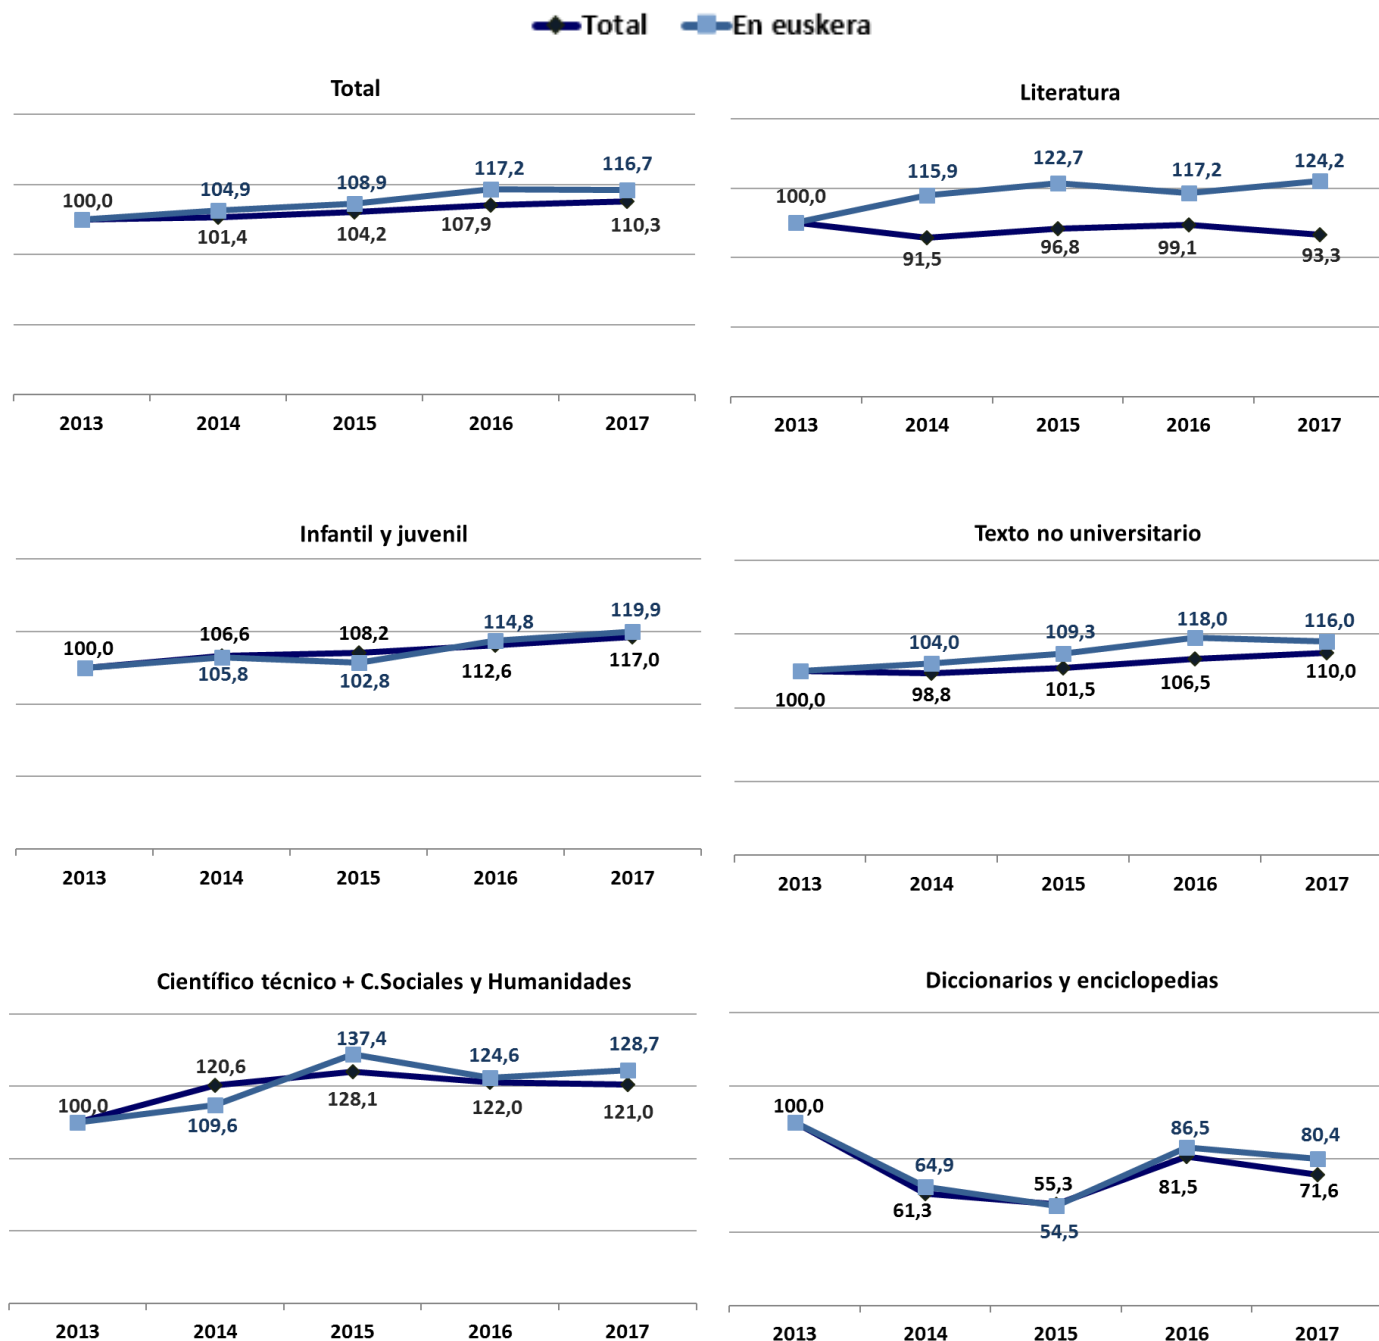 Total En euskera
Total
100,0 104,9 108,9 117,2 116,7
101,4 104,2 107,9 110,3
2013 2014 2015 2016 2017
Literatura
100,0 115,9 122,7 117,2 124,2
91,5 96,8 99,1 93,3
2013 2014 2015 2016 2017
Infantil y juvenil
100,0 106,6 108,2 114,8 119,9
105,8 102,8 112,6 117,0
2013 2014 2015 2016 2017
Texto no universitario
104,0 109,3 118,0 116,0
100,0 98,8 101,5 106,5 110,0
2013 2014 2015 2016 2017
Científico técnico + C.Sociales y Humanidades
100,0 120,6 137,4 124,6 128,7
109,6 128,1 122,0 121,0
2013 2014 2015 2016 2017
Diccionarios y enciclopedias
100,0 64,9 55,3 86,5 80,4
61,3 54,5 81,5 71,6
2013 2014 2015 2016 2017